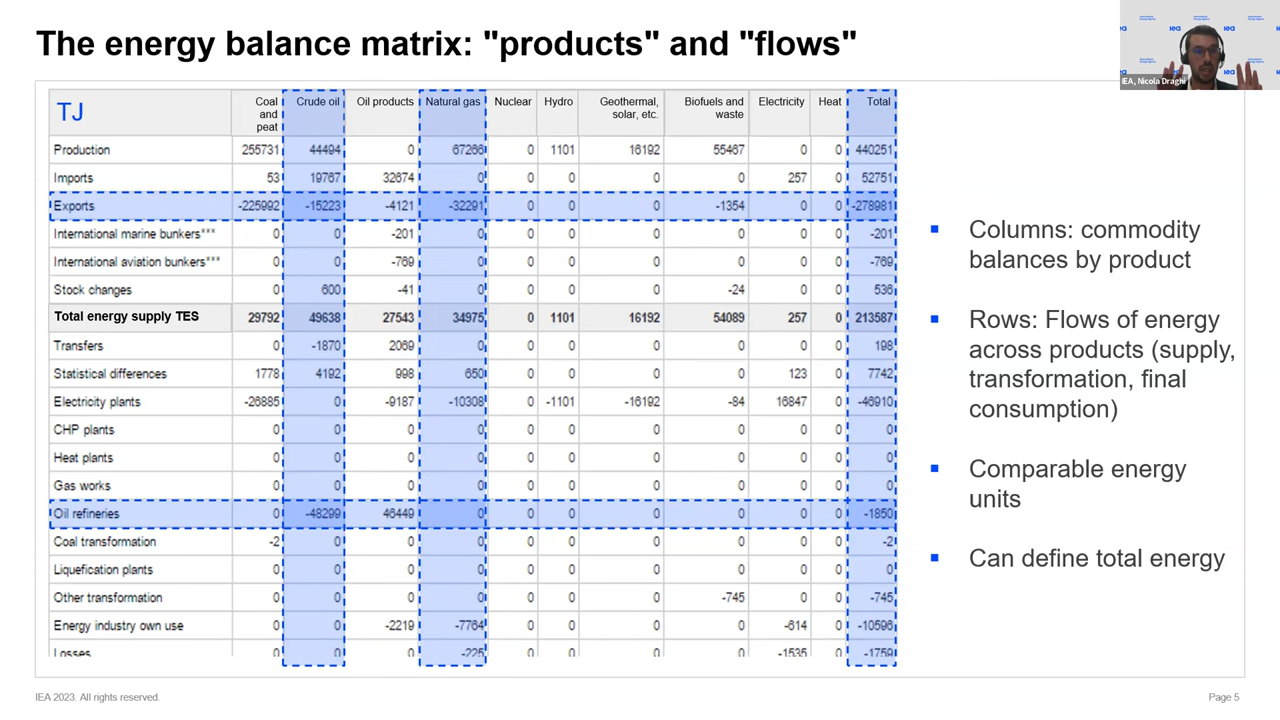 The energy balance matrix: "products" and "flows"
IEA, Nicola Draghi
TJ Coal and peat Crude oil Oil products Natural gas Nuclear Hydro Geothermal, solar, etc. Biofuels and waste Electricity Heat Total
Production 255731 44494 0 67266 0 1101 16192 55467 0 0 440251
Imports 53 19767 32674 0 0 0 0 0 257 0 52751
Exports -225992 -15223 -4121 -32291 0 0 0 -1354 0 0 -278981
International marine bunkers*** 0 0 -201 0 0 0 0 0 0 0 -201
International aviation bunkers*** 0 0 -769 0 0 0 0 0 0 0 -769
Stock changes 0 600 -41 0 0 0 0 -24 0 0 536
Total energy supply TES 29792 49638 27543 34975 0 1101 16192 54089 257 0 213587
Transfers 0 -1870 2069 0 0 0 0 0 0 0 198
Statistical differences 1778 4192 998 650 0 0 0 0 123 0 7742
Electricity plants -26885 0 -9187 -10308 0 -1101 -16192 -84 16847 0 -46910
CHP plants 0 0 0 0 0 0 0 0 0 0 0
Heat plants 0 0 0 0 0 0 0 0 0 0 0
Gas works 0 0 0 0 0 0 0 0 0 0 0
Oil refineries 0 -48299 46449 0 0 0 0 0 0 0 -1850
Coal transformation -2 0 0 0 0 0 0 0 0 0 -2
Liquefication plants 0 0 0 0 0 0 0 0 0 0 0
Other transformation 0 0 0 0 0 0 0 -745 0 0 -745
Energy industry own use 0 0 -2219 -7764 0 0 0 0 -614 0 -10596
Losses 0 0 0 -225 0 0 0 0 -1535 0 -1759
▪ Columns: commodity
balances by product
▪ Rows: Flows of energy
across products (supply,
transformation, final
consumption)
▪ Comparable energy
units
▪ Can define total energy
IEA 2023. All rights reserved.
Page 5